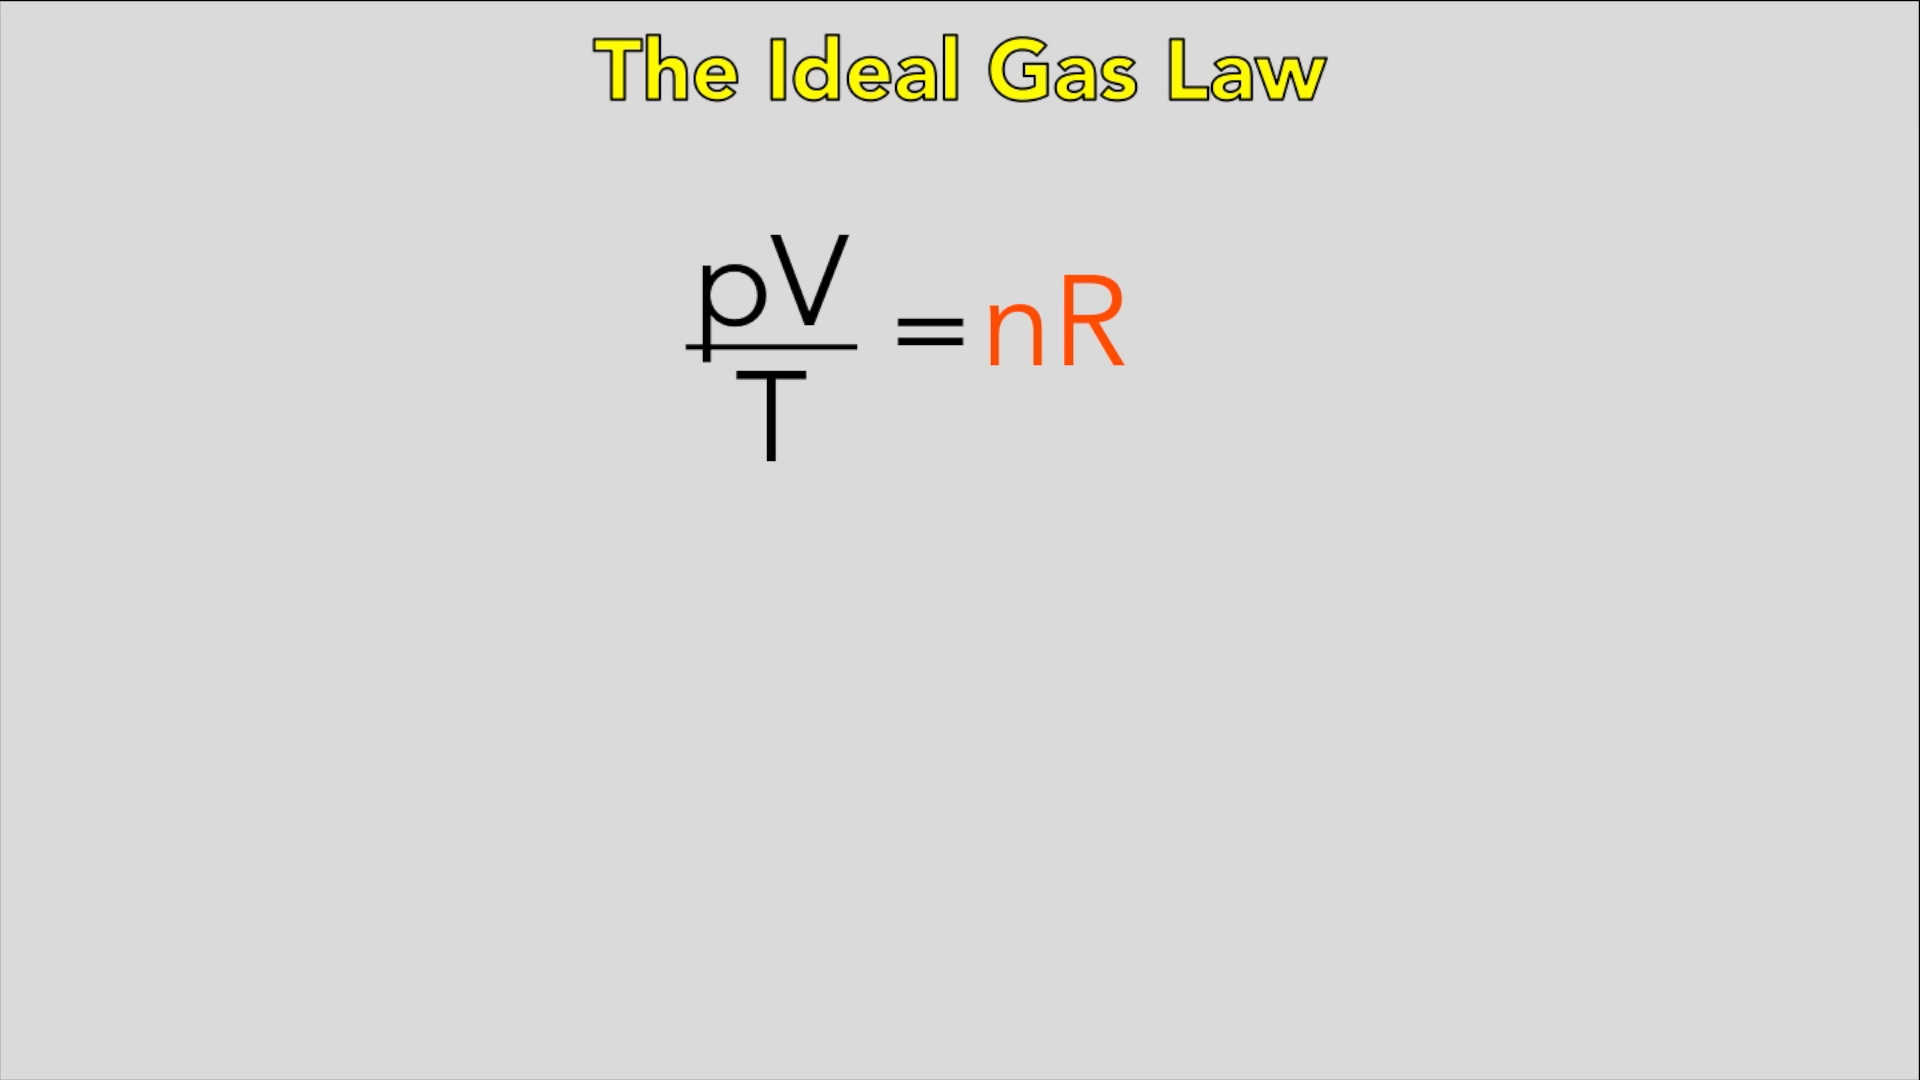 The Ideal Gas Law
pV
T
= nR